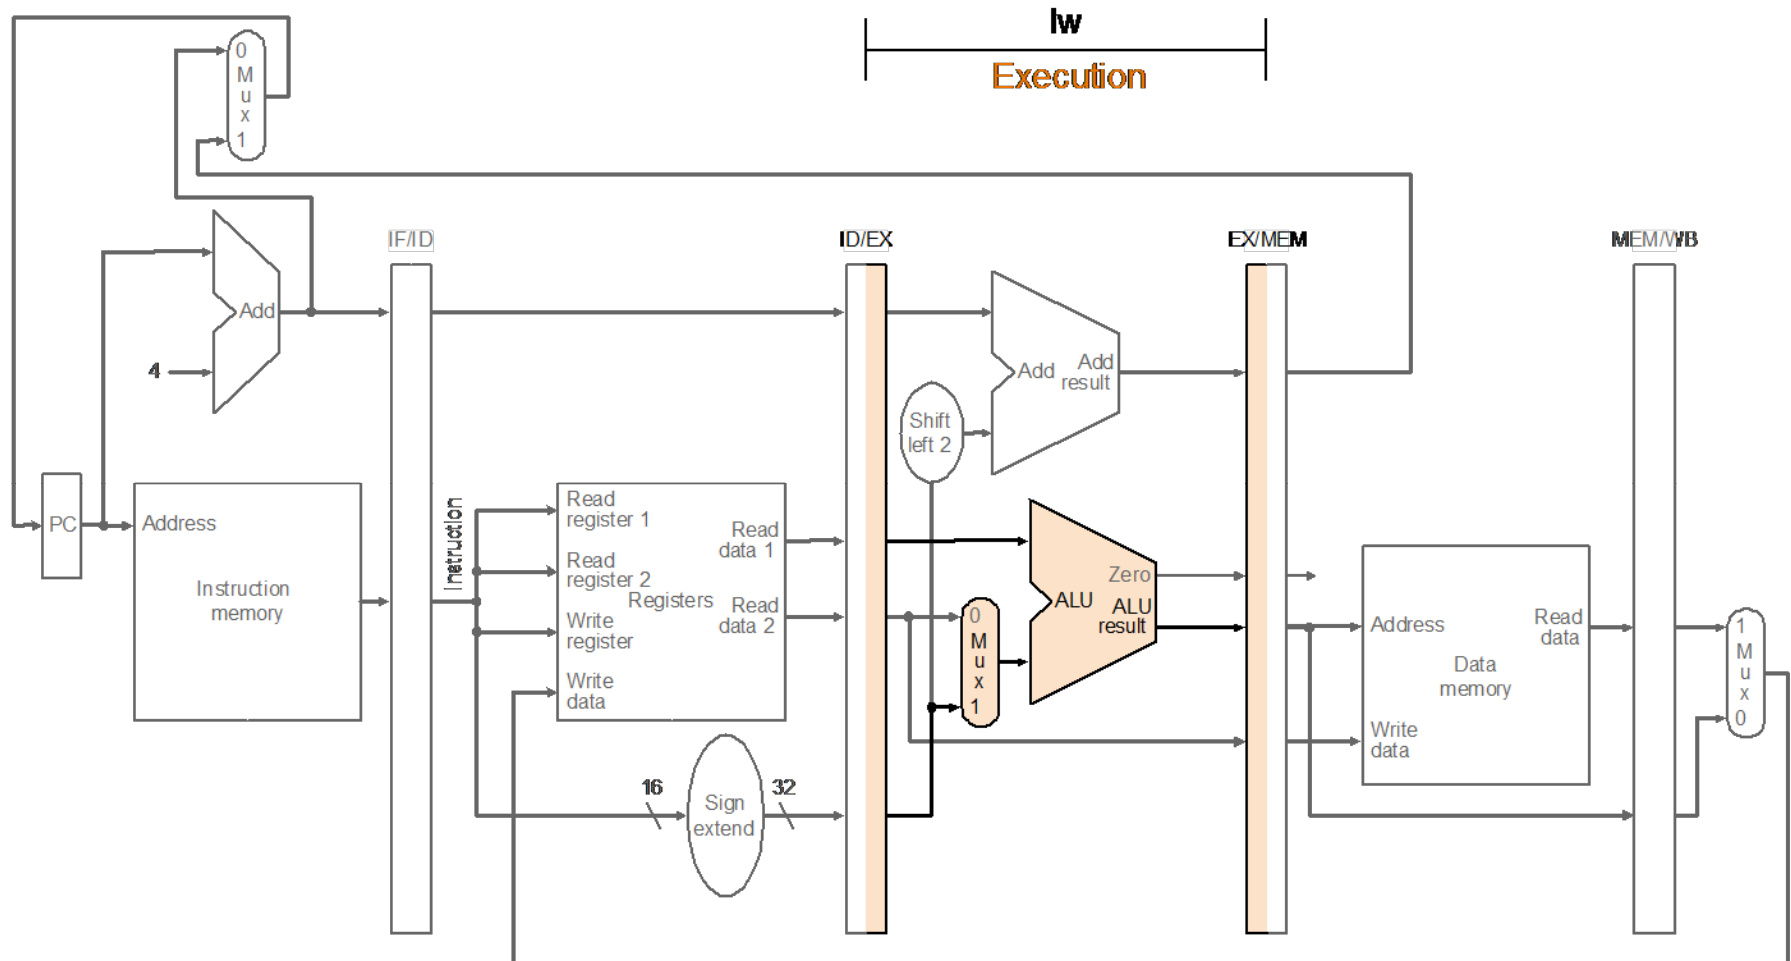 lw
Execution
0
M
u
x
1
IF/ID
ID/EX
EX/MEM
MEM/WB
Add
4
Add
Add
result
Shift
left 2
PC
Address
Instruction
memory
Instruction
Read
register 1
Read
register 2
Registers
Write
register
Write
data
Read
data 1
Read
data 2
16
Sign
extend
32
0
M
u
x
1
Zero
ALU
ALU
result
Address
Read
data
Data
memory
Write
data
1
M
u
x
0